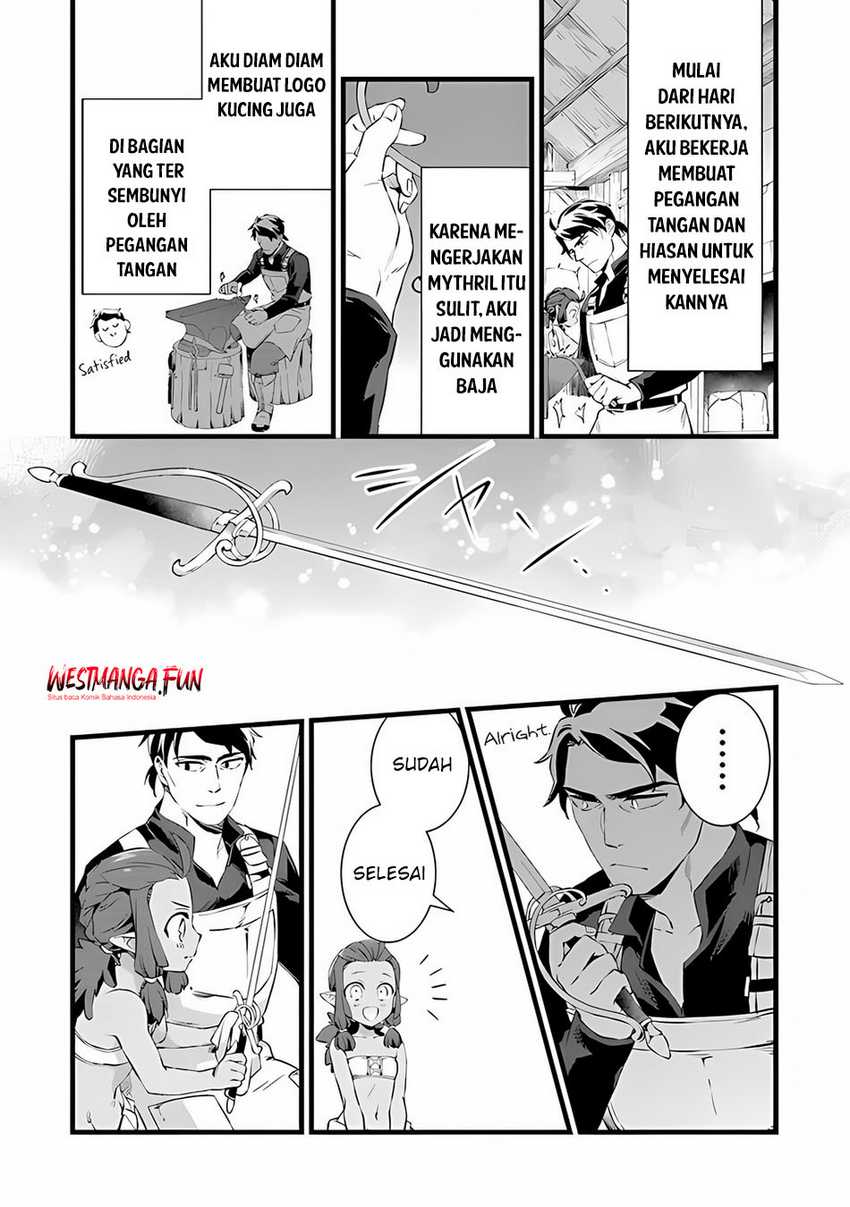 MULAI
DARI HARI
BERIKUTNYA,
AKU BEKERJA
MEMBUAT
PEGANGAN
TANGAN DAN
HIASAN UNTUK
MENYELESAI
KANNYA
KARENA ME-
NGERJAKAN
MYTHRIL ITU
SULIT, AKU
JADI MENG-
GUNAKAN
BAJA
AKU DIAM DIAM
MEMBUAT LOGO
KUCING JUGA
DI BAGIAN
YANG TER
SEMBUNYI
OLEH
PEGANGAN
TANGAN
Satisfied
WESTMANGA.FUN
Situs baca Komik Bahasa Indonesia
......
Alright.
SUDAH
SELESAI